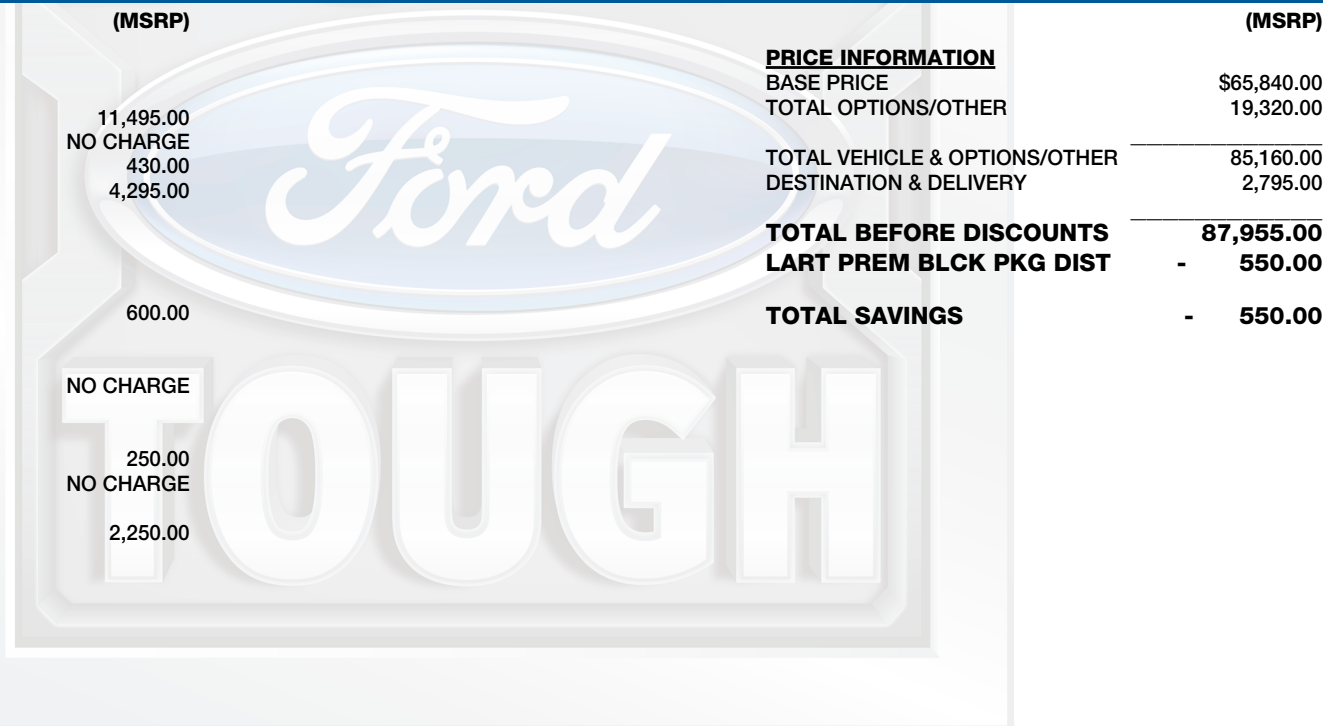 (MSRP)
11,495.00
NO CHARGE
430.00
4,295.00
600.00
NO CHARGE
250.00
NO CHARGE
2,250.00
(MSRP)
PRICE INFORMATION
BASE PRICE $65,840.00
TOTAL OPTIONS/OTHER 19,320.00
TOTAL VEHICLE & OPTIONS/OTHER 85,160.00
DESTINATION & DELIVERY 2,795.00
TOTAL BEFORE DISCOUNTS 87,955.00
LART PREM BLCK PKG DIST - 550.00
TOTAL SAVINGS - 550.00
Ford
TOUGH